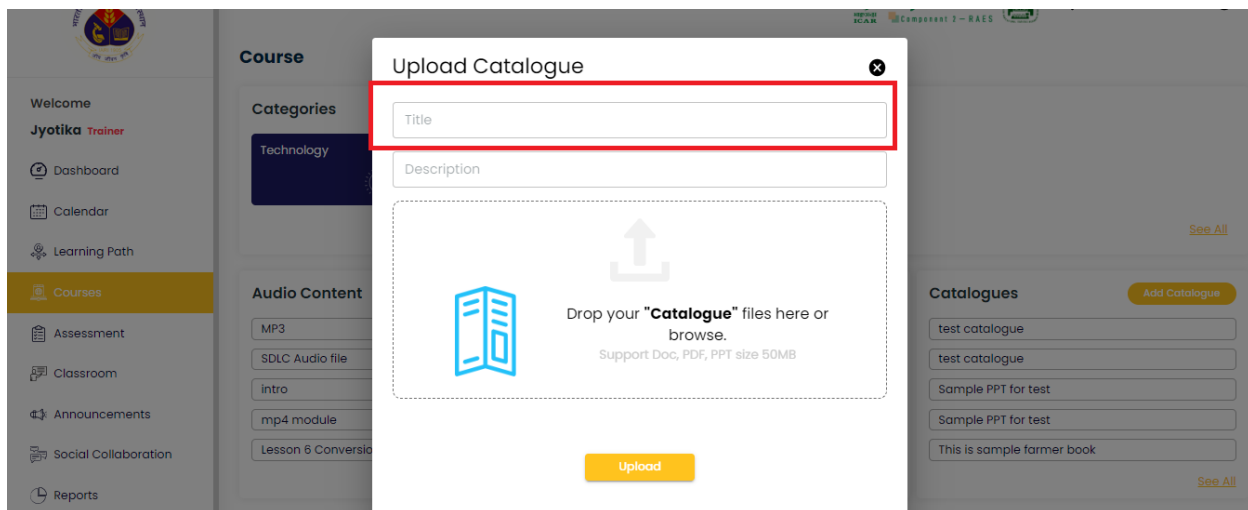 ICAR Component 2 - RAES
Course
Upload Catalogue
Welcome
Jyotika Trainer
Categories
Title
Technology
Description
Dashboard
Calendar
See All
Learning Path
Courses
Audio Content
Catalogues
Add Catalogue
Drop your "Catalogue" files here or
browse.
Support Doc, PDF, PPT size 50MB
MP3
test catalogue
Assessment
SDLC Audio file
test catalogue
Classroom
intro
Sample PPT for test
Announcements
mp4 module
Sample PPT for test
Social Collaboration
Lesson 6 Conversio
This is sample farmer book
Upload
See All
Reports